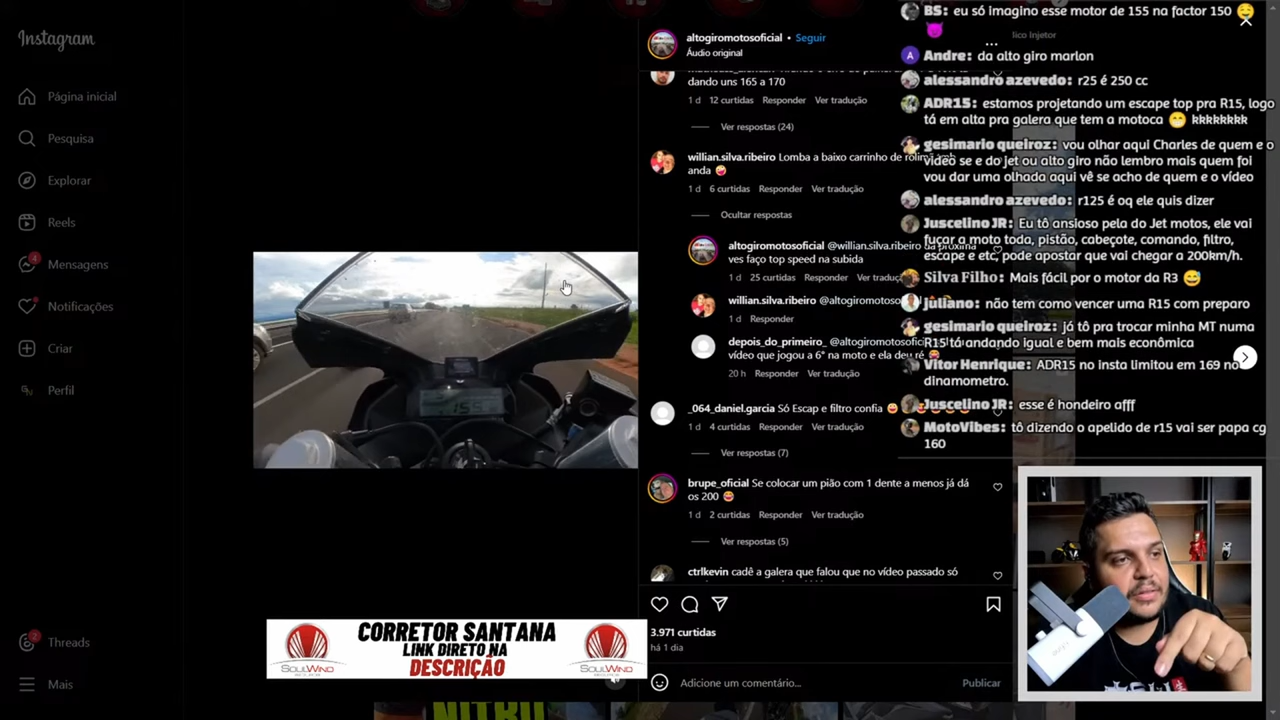 Instagram
Página inicial
Pesquisa
Explorar
Reels
4
Mensagens
Notificações
Criar
Perfil
2
Threads
Mais
155
CORRETOR SANTANA
LINK DIRETO NA
DESCRIÇÃO
SOULWIND
SOULWIND
NITRO
altogiromotosoficial • Seguir
Áudio original
dando uns 165 a 170
1 d 12 curtidas Responder Ver tradução
Ver respostas (24)
willian.silva.ribeiro Lomba a baixo carrinho de
anda 🤪
1 d 6 curtidas Responder Ver tradução
Ocultar respostas
altogiromotosoficial @willian.silva.ribeiro da próxima
ves faço top speed na subida
1 d 25 curtidas Responder Ver
willian.silva.ribeiro
1 d Responder
depois_do_primeiro_
vídeo que jogou a 6° na moto e ela deu ré
20 h Responder Ver tradução
_064_daniel.garcia Só Escap e filtro confia
1 d 4 curtidas Responder Ver tradução
Ver respostas (7)
brupe_oficial Se colocar um pião com 1 dente a menos já dá
os 200
1 d 2 curtidas Responder Ver tradução
Ver respostas (5)
ctrlkevin cadê a galera que falou que no vídeo passado só
3.971 curtidas
há 1 dia
Adicione um comentário...
Publicar
BS: eu só imagino esse motor de 155 na factor 150 😌
😈
Injetor
A Andre: da alto giro marlon
alessandro azevedo: r25 é 250 cc
ADR15: estamos projetando um escape top pra R15, logo
tá em alta pra galera que tem a motoca 😁 kkkkkkkk
gesimario queiroz: vou olhar aqui Charles de quem e o
vídeo se e do jet ou alto giro não lembro mais quem foi
vou dar uma olhada aqui vê se acho de quem e o vídeo
alessandro azevedo: r125 é oq ele quis dizer
Juscelino JR: Eu tô ansioso pela do Jet motos, ele vai
fuçar a moto toda, pistão, cabeçote, comando, filtro,
escape e etc, pode apostar que vai chegar a 200km/h.
Silva Filho: Mais fácil por o motor da R3 😅
juliano: não tem como vencer uma R15 com preparo
gesimario queiroz: já tô pra trocar minha MT numa
R15 tá andando igual e bem mais econômica
Vitor Henrique: ADR15 no insta limitou em 169 no
dinamometro.
Juscelino JR: esse é hondeiro afff
MotoVibes: tô dizendo o apelido de r15 vai ser papa cg
160